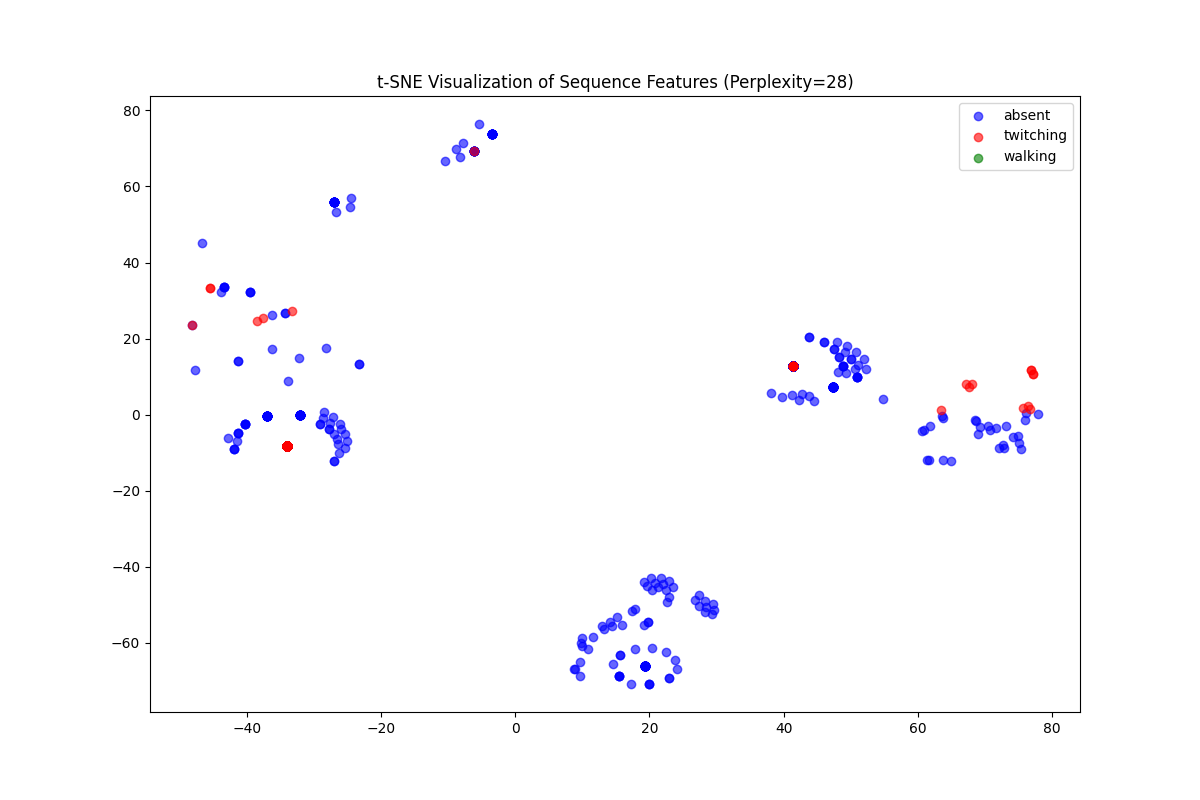 t-SNE Visualization of Sequence Features (Perplexity=28)
absent
twitching
walking
80
60
40
20
0
−20
−40
−60
−40 −20 0 20 40 60 80